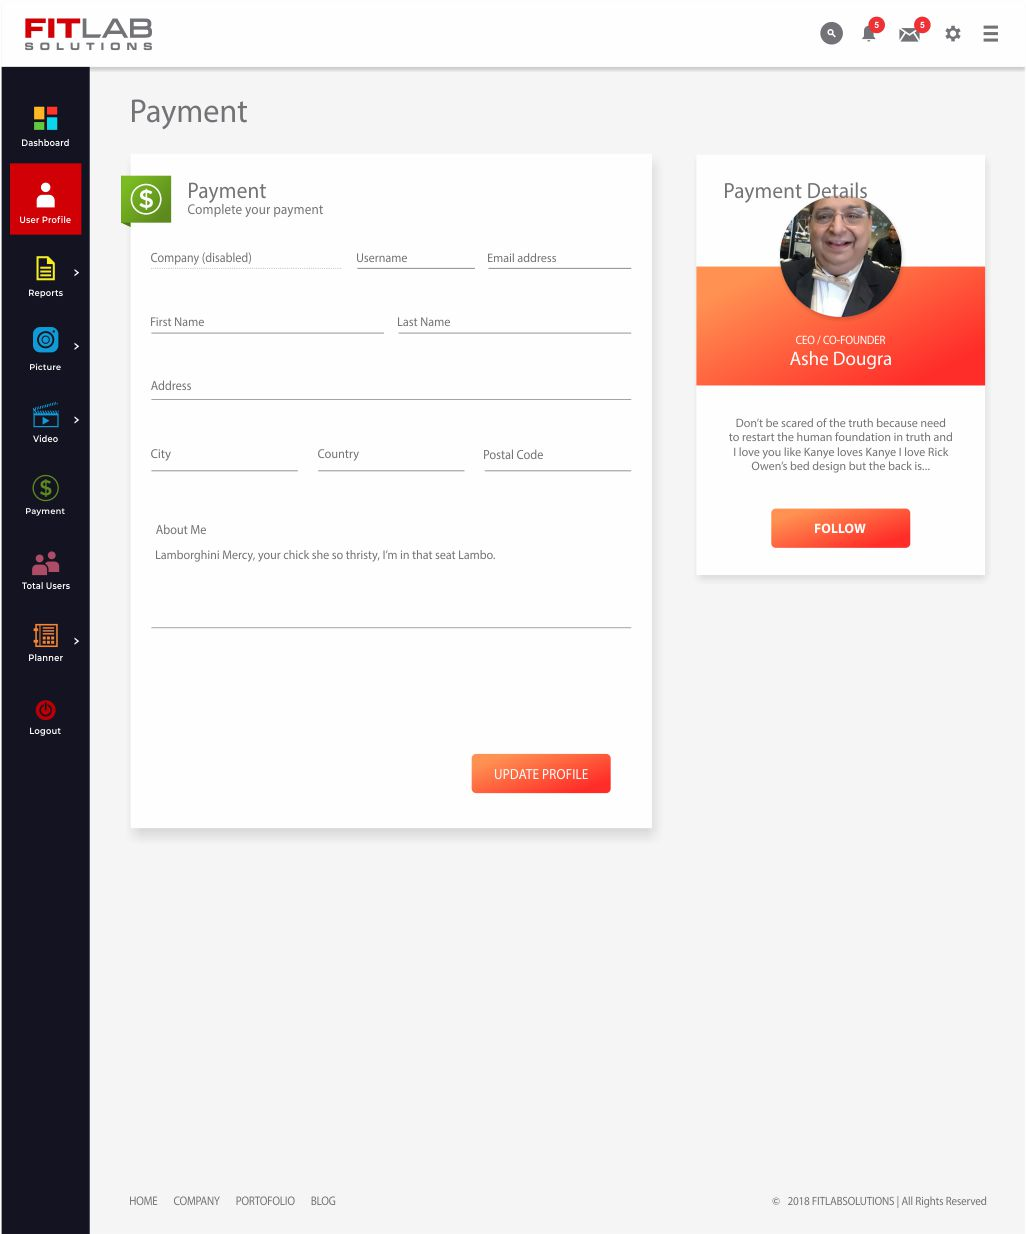 FITLAB
SOLUTIONS
5
5
Dashboard
User Profile
Reports
Picture
Video
Payment
Total Users
Planner
Logout
Payment
$
Payment
Complete your payment
Company (disabled)
Username
Email address
First Name
Last Name
Address
City
Country
Postal Code
About Me
Lamborghini Mercy, your chick she so thristy, I'm in that seat Lambo.
UPDATE PROFILE
Payment Details
CEO / CO-FOUNDER
Ashe Dougra
Don't be scared of the truth because need
to restart the human foundation in truth and
I love you like Kanye loves Kanye I love Rick
Owen's bed design but the back is...
FOLLOW
HOME
COMPANY
PORTOFOLIO
BLOG
© 2018 FITLABSOLUTIONS | All Rights Reserved